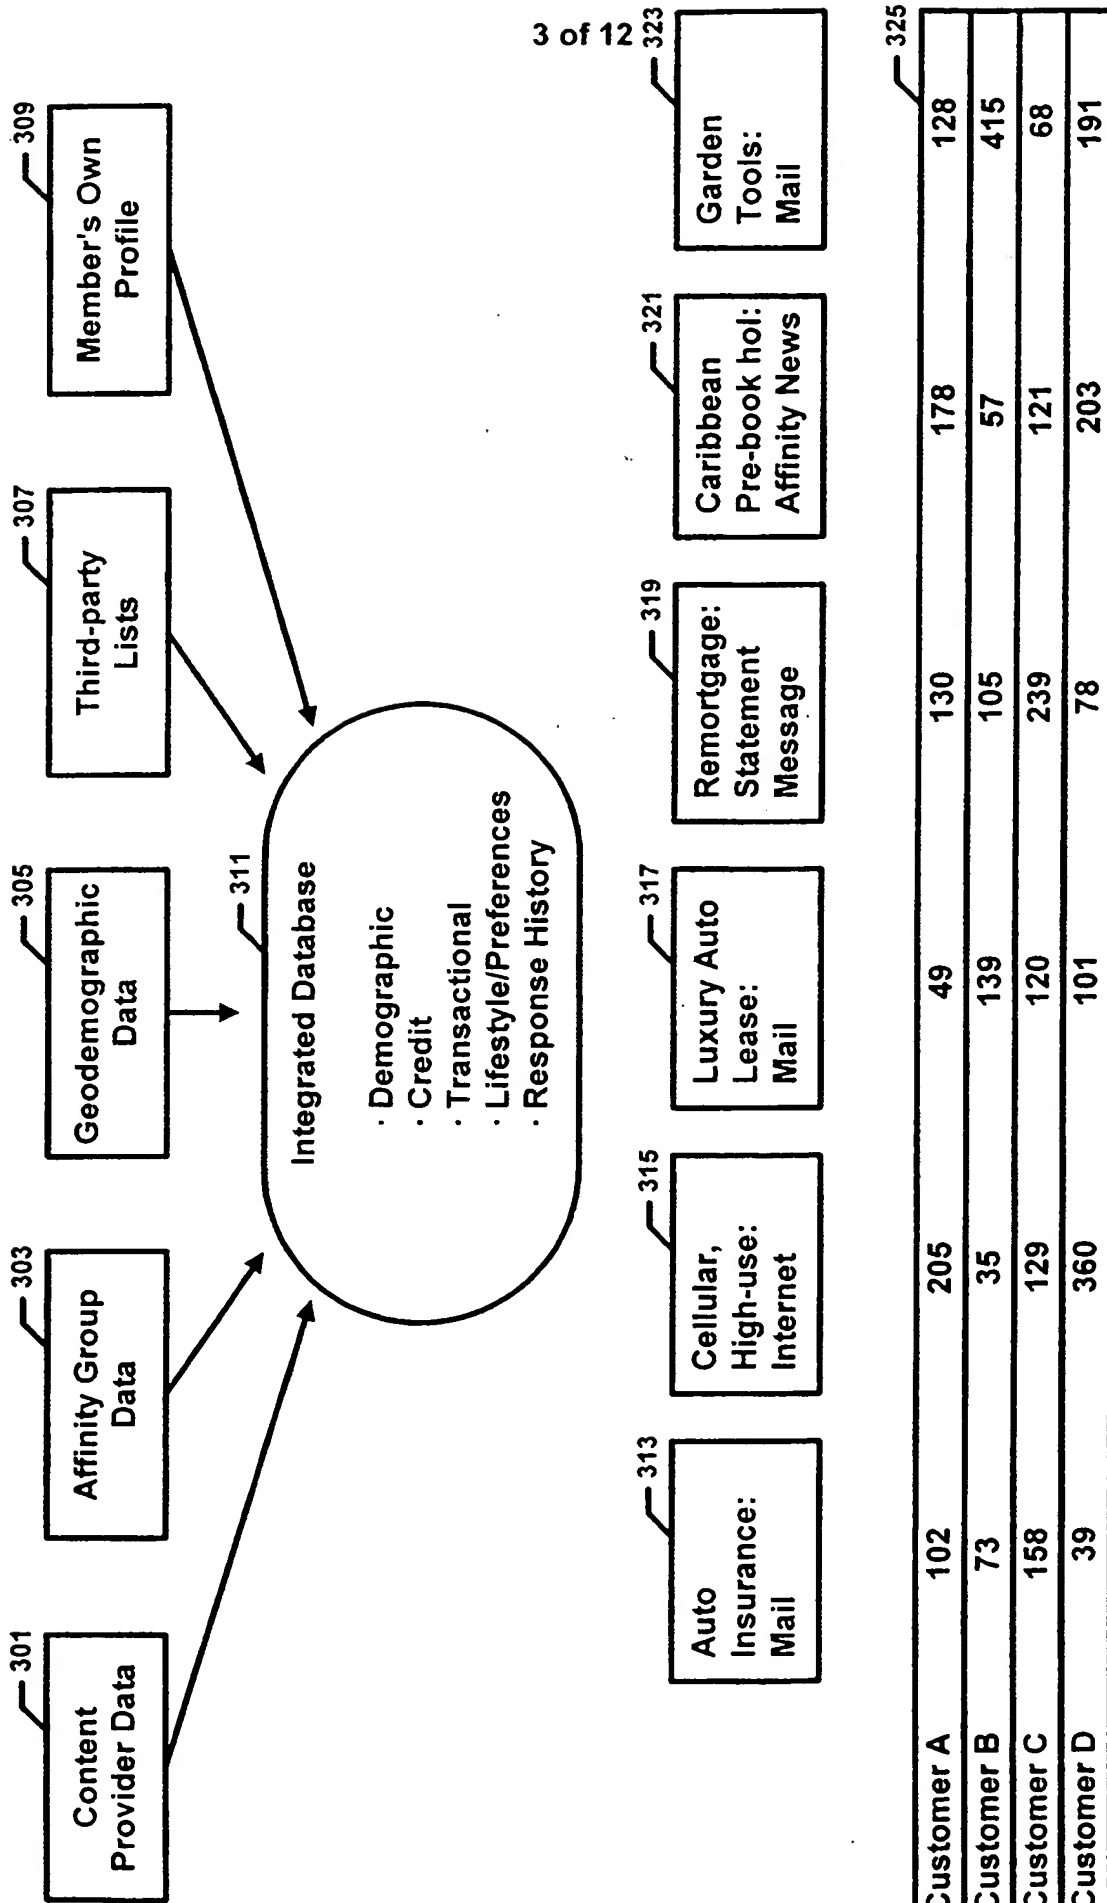 3 of 12
301
Content
Provider Data
303
Affinity Group
Data
305
Geodemographic
Data
307
Third-party
Lists
309
Member's Own
Profile
311
Integrated Database
· Demographic
· Credit
· Transactional
· Lifestyle/Preferences
· Response History
313
Auto
Insurance:
Mail
315
Cellular,
High-use:
Internet
317
Luxury Auto
Lease:
Mail
319
Remortgage:
Statement
Message
321
Caribbean
Pre-book hol:
Affinity News
323
Garden
Tools:
Mail
325
Customer A 102 205 49 130 178 128
Customer B 73 35 139 105 57 415
Customer C 158 129 120 239 121 68
Customer D 39 360 101 78 203 191